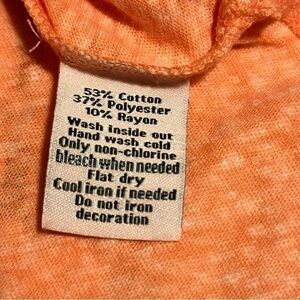 53% Cotton
37% Polyester
10% Rayon
Wash inside out
Hand wash cold
Only non-chlorine
bleach when needed
Flat dry
Cool iron if needed
Do not iron
decoration